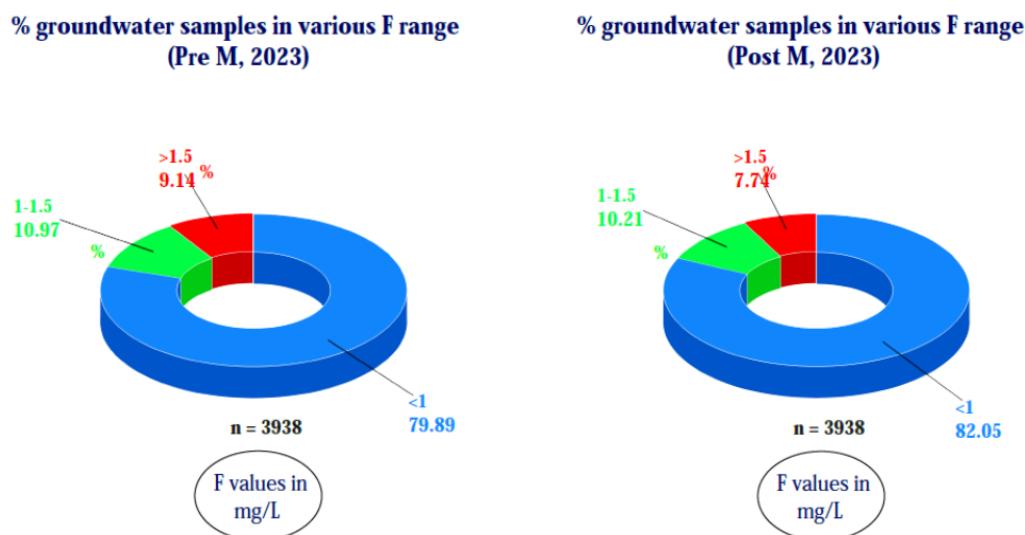 % groundwater samples in various F range
(Pre M, 2023)
>1.5
9.14 %
1-1.5
10.97
%
<1
79.89
n = 3938
F values in
mg/L
% groundwater samples in various F range
(Post M, 2023)
>1.5
7.74%
1-1.5
10.21
%
<1
82.05
n = 3938
F values in
mg/L